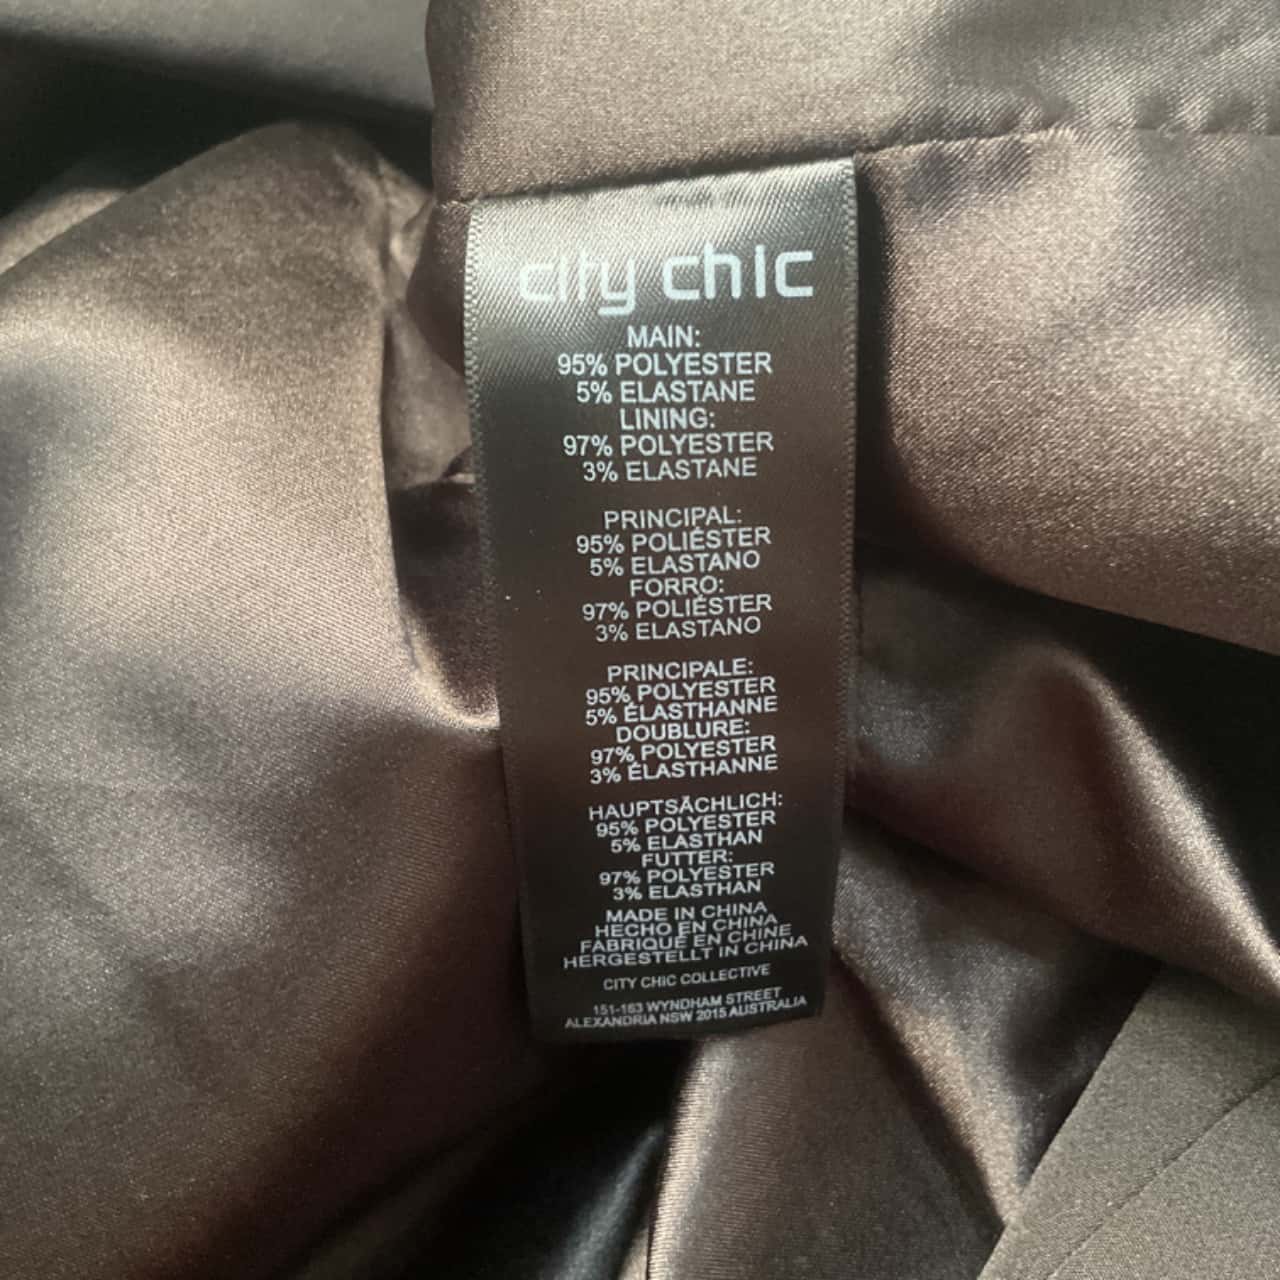 city chic
MAIN:
95% POLYESTER
5% ELASTANE
LINING:
97% POLYESTER
3% ELASTANE
PRINCIPAL:
95% POLIÉSTER
5% ELASTANO
FORRO:
97% POLIÉSTER
3% ELASTANO
PRINCIPALE:
95% POLYESTER
5% ÉLASTHANNE
DOUBLURE:
97% POLYESTER
3% ÉLASTHANNE
HAUPTSÄCHLICH:
95% POLYESTER
5% ELASTHAN
FUTTER:
97% POLYESTER
3% ELASTHAN
MADE IN CHINA
HECHO EN CHINA
FABRIQUÉ EN CHINE
HERGESTELLT IN CHINA
CITY CHIC COLLECTIVE
151-163 WYNDHAM STREET
ALEXANDRIA NSW 2015 AUSTRALIA